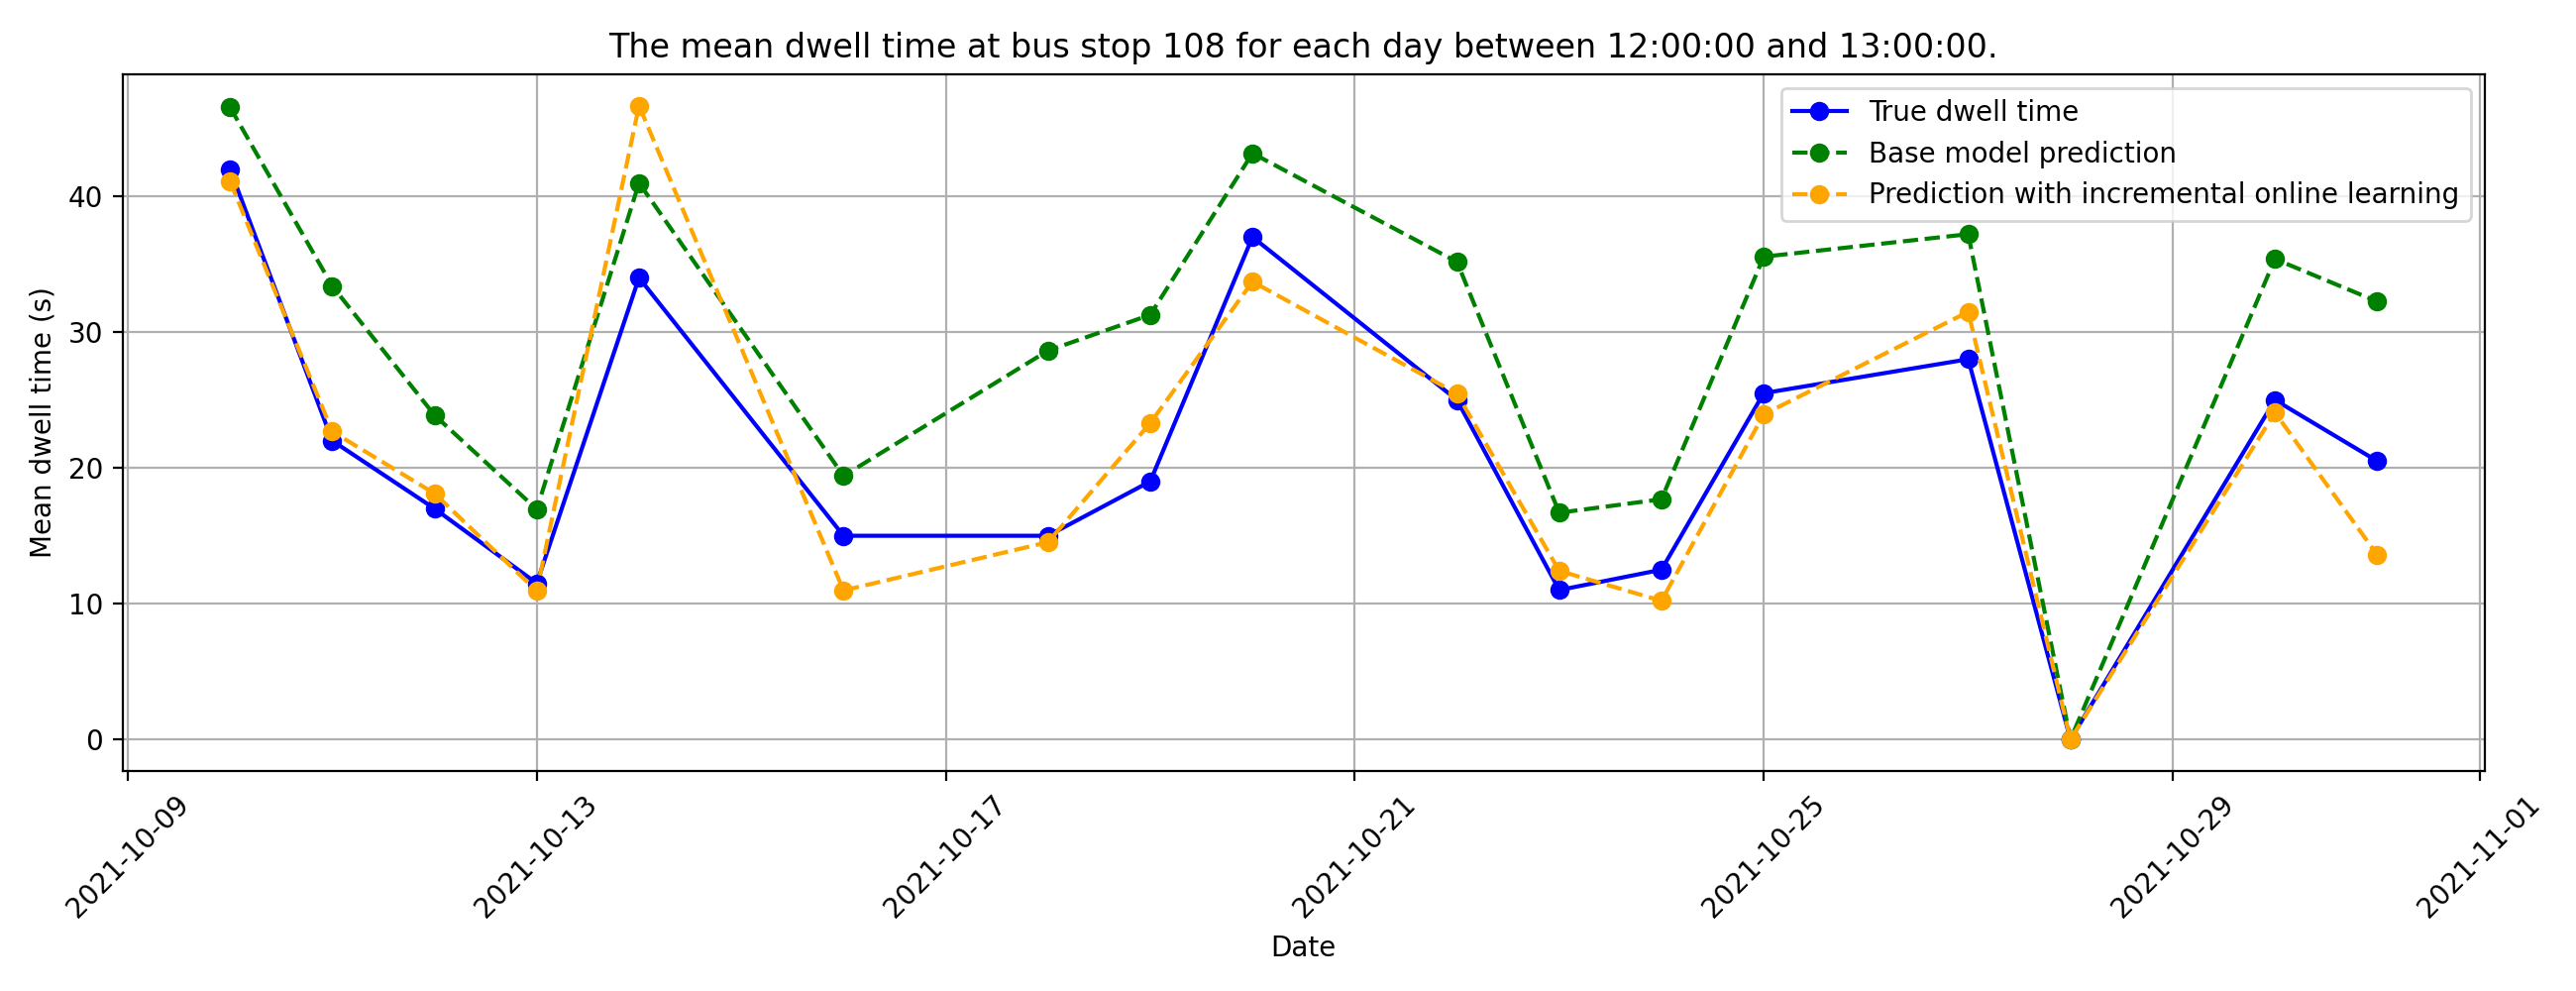 The mean dwell time at bus stop 108 for each day between 12:00:00 and 13:00:00.
True dwell time
Base model prediction
Prediction with incremental online learning
Mean dwell time (s)
40
30
20
10
0
2021-10-09
2021-10-13
2021-10-17
2021-10-21
2021-10-25
2021-10-29
2021-11-01
Date